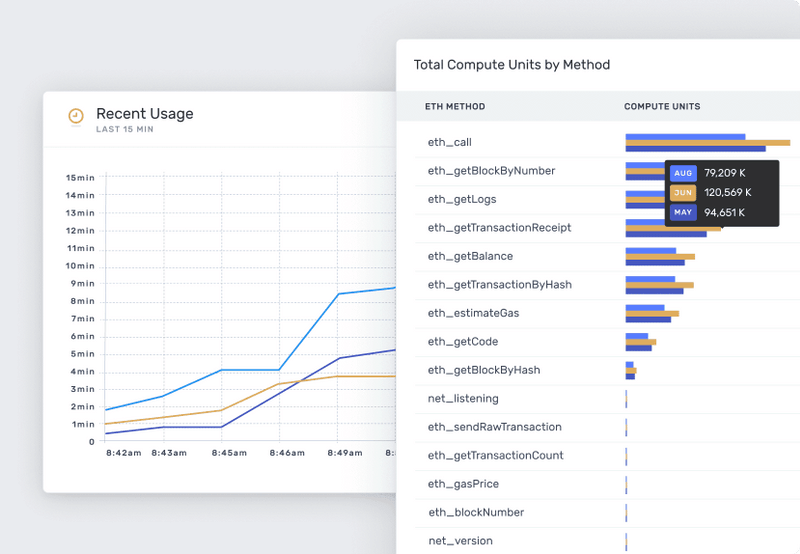 Recent Usage
LAST 15 MIN
15min
14min
13min
12min
11min
10min
9min
8min
7min
6min
5min
4min
3min
2min
1min
0
8:42am 8:43am 8:45am 8:46am 8:49am
Total Compute Units by Method
ETH METHOD COMPUTE UNITS
eth_call
eth_getBlockByNumber
AUG 79,209 K
JUN 120,569 K
MAY 94,651 K
eth_getLogs
eth_getTransactionReceipt
eth_getBalance
eth_getTransactionByHash
eth_estimateGas
eth_getCode
eth_getBlockByHash
net_listening
eth_sendRawTransaction
eth_getTransactionCount
eth_gasPrice
eth_blockNumber
net_version